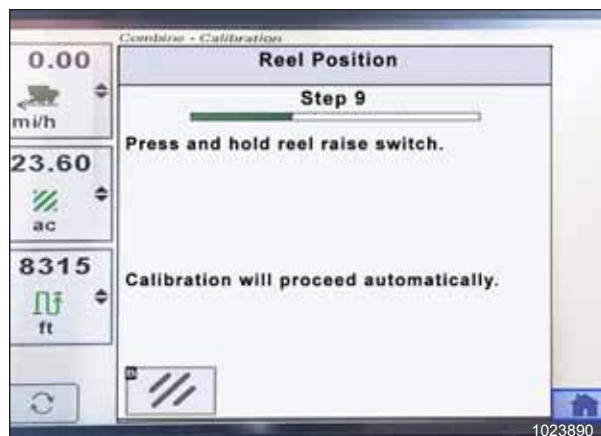 Combine - Calibration
0.00
mi/h
23.60
ac
8315
ft
Reel Position
Step 9
Press and hold reel raise switch.
Calibration will proceed automatically.
1023890